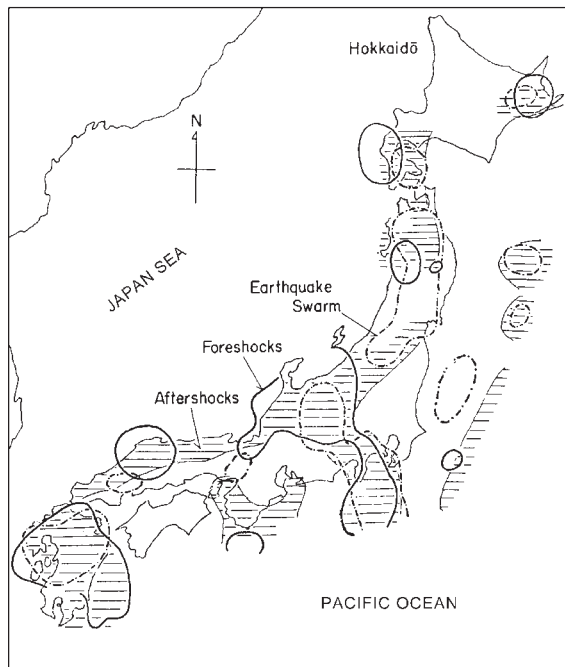 Hokkaidō
N
JAPAN SEA
Earthquake
Swarm
Foreshocks
Aftershocks
PACIFIC OCEAN